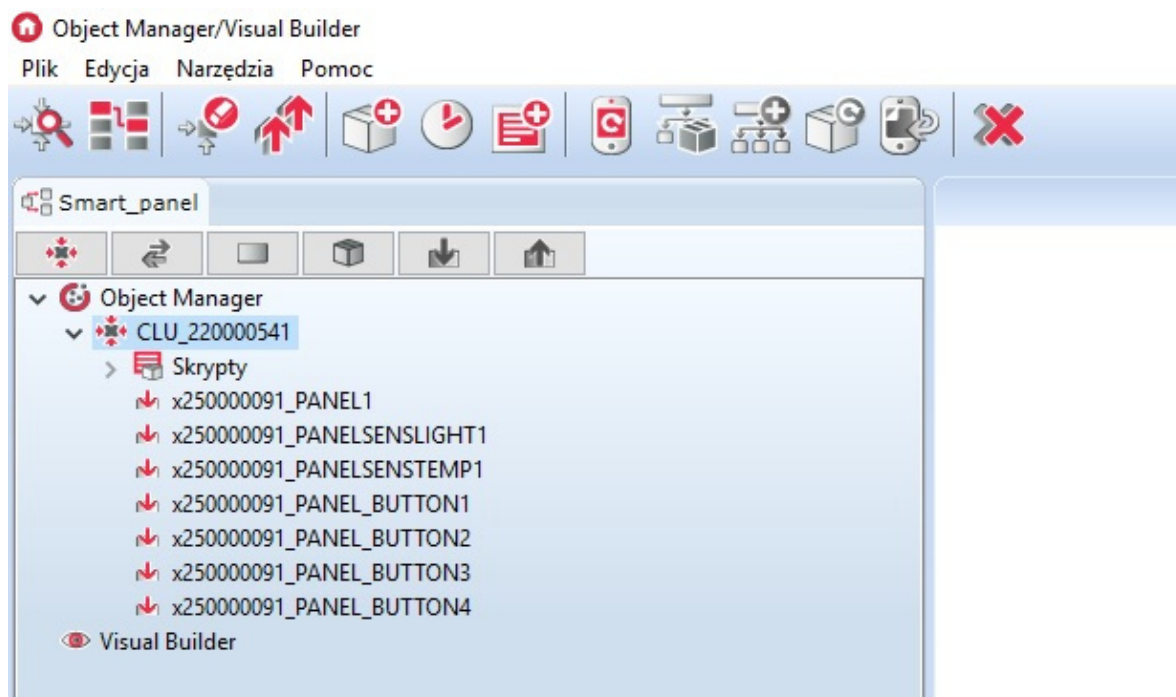 Object Manager/Visual Builder
Plik Edycja Narzędzia Pomoc
Smart_panel
Object Manager
CLU_220000541
Skrypty
x250000091_PANEL1
x250000091_PANELSENSLIGHT1
x250000091_PANELSENSTEMP1
x250000091_PANEL_BUTTON1
x250000091_PANEL_BUTTON2
x250000091_PANEL_BUTTON3
x250000091_PANEL_BUTTON4
Visual Builder